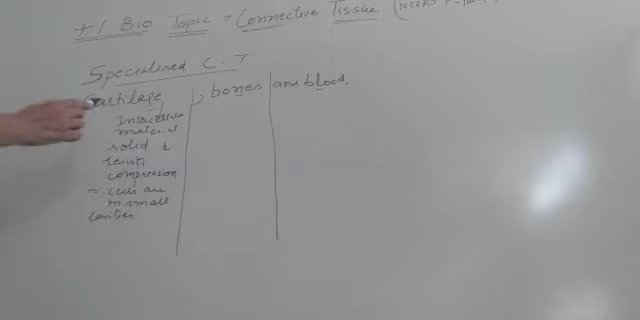 +1 Bio Topic = Connective Tissue (NCERT
Specialised C.T
Cartilage, bones and blood.
Intercellular
material
solid &
resists
compression
→ cells are
in small
cavities